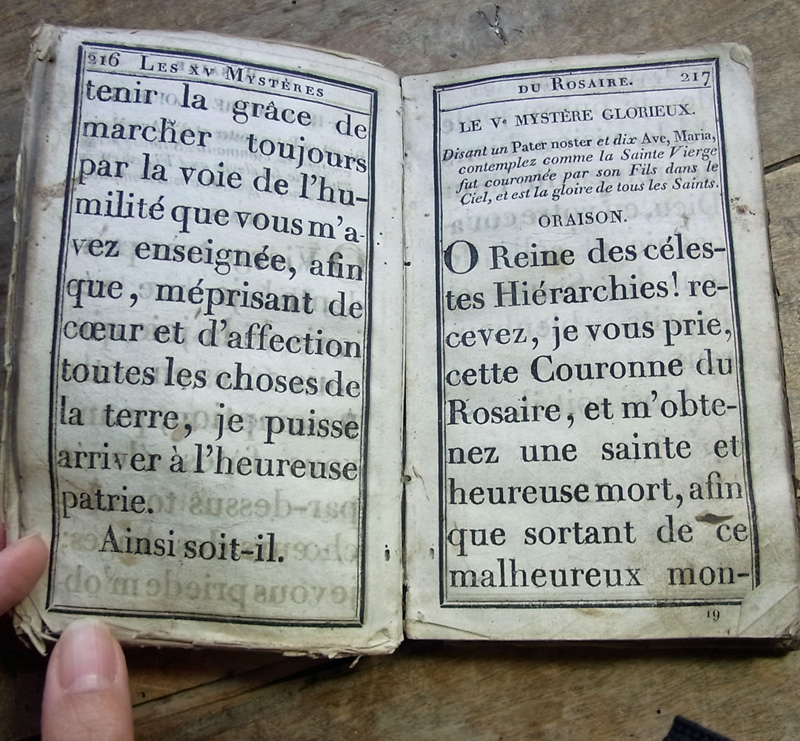 216 LES XV MYSTÈRES
tenir la grâce de
marcher toujours
par la voie de l'hu-
milité que vous m'a-
vez enseignée, afin
que, méprisant de
cœur et d'affection
toutes les choses de
la terre, je puisse
arriver à l'heureuse
patrie.
Ainsi soit-il.
DU ROSAIRE. 217
LE Ve MYSTÈRE GLORIEUX.
Disant un Pater noster et dix Ave, Maria,
contemplez comme la Sainte Vierge
fut couronnée par son Fils dans le
Ciel, et est la gloire de tous les Saints.
ORAISON.
O Reine des céles-
tes Hiérarchies! re-
cevez, je vous prie,
cette Couronne du
Rosaire, et m'obte-
nez une sainte et
heureuse mort, afin
que sortant de ce
malheureux mon-
19